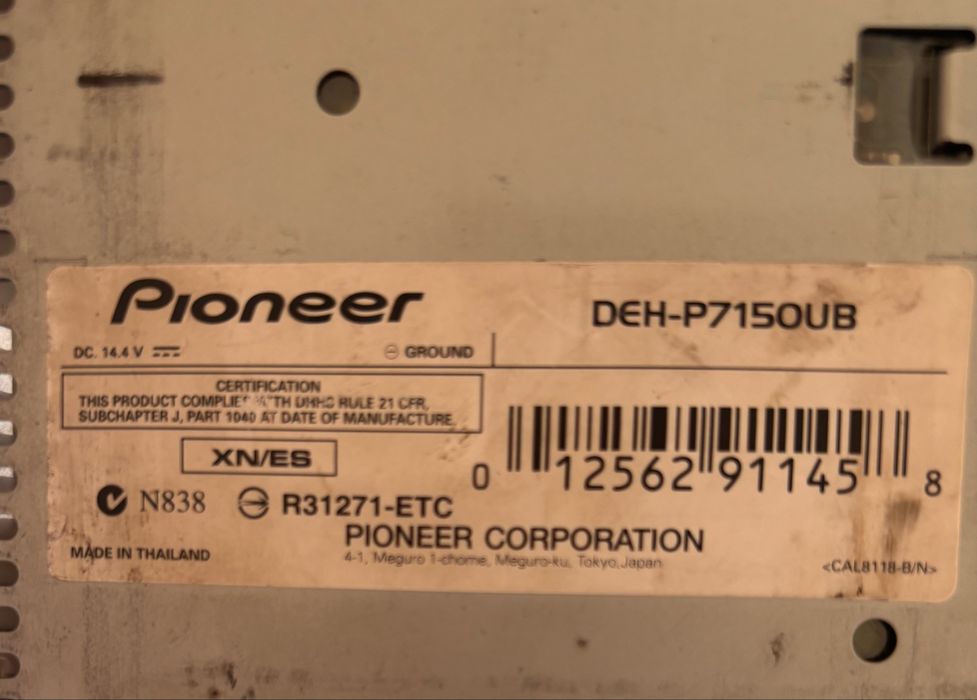 Pioneer
DEH-P7150UB
DC. 14.4 V
GROUND
CERTIFICATION
THIS PRODUCT COMPLIES WITH DHHS RULE 21 CFR,
SUBCHAPTER J, PART 1040 AT DATE OF MANUFACTURE.
XN/ES
0 12562 91145 8
N838
R31271-ETC
PIONEER CORPORATION
4-1, Meguro 1-chome, Meguro-ku, Tokyo, Japan
MADE IN THAILAND
<CAL8118-B/N>